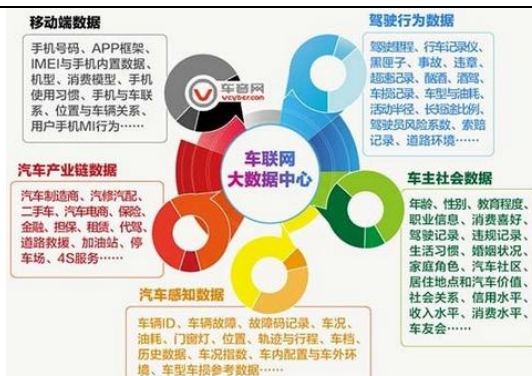 移动端数据
手机号码、APP框架、
IMEI与手机内置数据、
机型、消费模型、手机
使用习惯、手机与车联
系、位置与车辆关系、
用户手机MI行为……
驾驶行为数据
驾驶里程、行车记录仪、
黑匣子、事故、违章、
超速记录、酗酒、酒驾、
车损记录、车型与油耗、
活动半径、长短途比例、
驾驶员风险系数、索赔
记录、道路环境……
车音网
vcyber.com
车联网
大数据中心
汽车产业链数据
汽车制造商、汽修汽配、
二手车、汽车电商、保险、
金融、担保、租赁、代驾、
道路救援、加油站、停
车场、4S服务……
车主社会数据
年龄、性别、教育程度、
职业信息、消费喜好、
驾驶记录、违规记录、
生活习惯、婚姻状况、
家庭角色、汽车社区、
居住地点和汽车价值、
社会关系、信用水平、
收入水平、消费水平、
车友会……
汽车感知数据
车辆ID、车辆故障、故障码记录、车况、
油耗、门窗灯、位置、轨迹与行程、车档、
历史数据、车况指数、车内配置与车外环
境、车型车损参考数据……